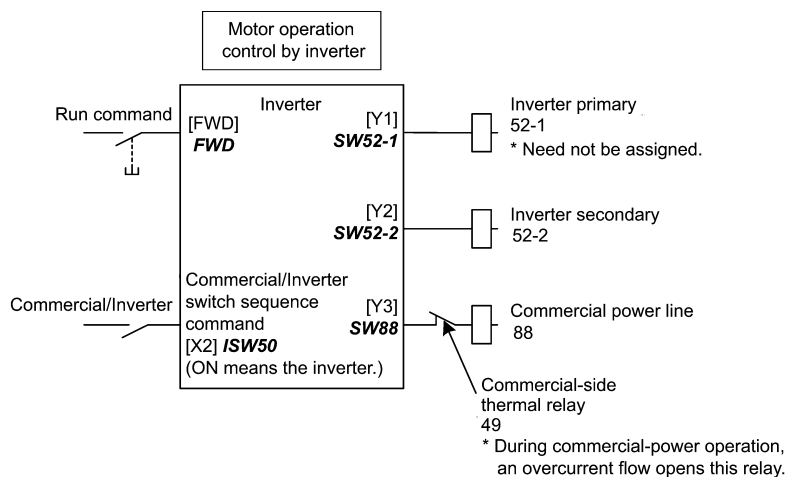 Motor operation
control by inverter
Run command
Inverter
[FWD]
FWD
[Y1]
SW52-1
Inverter primary
52-1
* Need not be assigned.
[Y2]
SW52-2
Inverter secondary
52-2
Commercial/Inverter
Commercial/Inverter
switch sequence
command
[X2] ISW50
(ON means the inverter.)
[Y3]
SW88
Commercial power line
88
Commercial-side
thermal relay
49
* During commercial-power operation,
an overcurrent flow opens this relay.